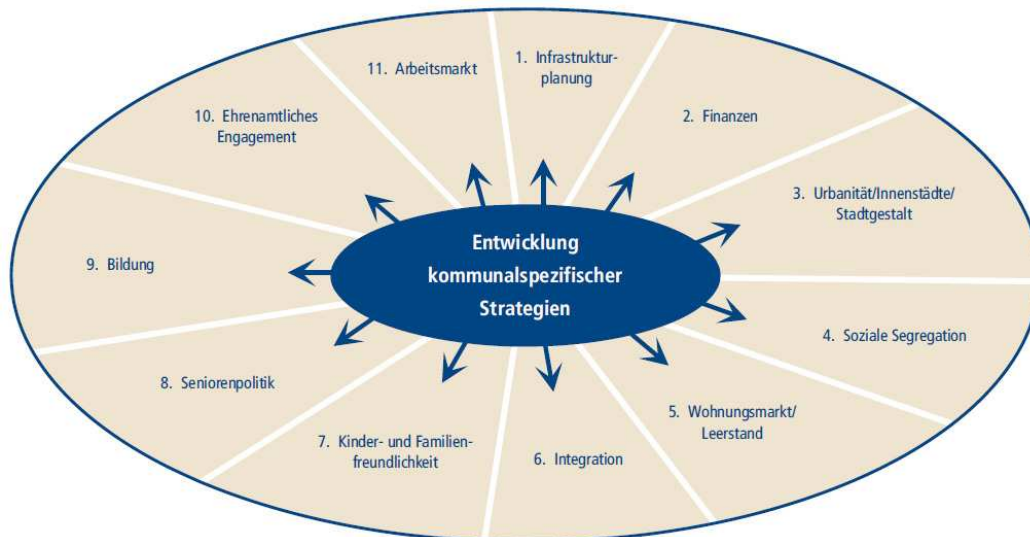 Entwicklung
kommunalspezifischer
Strategien
1. Infrastruktur-
planung
2. Finanzen
3. Urbanität/Innenstädte/
Stadtgestalt
4. Soziale Segregation
5. Wohnungsmarkt/
Leerstand
6. Integration
7. Kinder- und Familien-
freundlichkeit
8. Seniorenpolitik
9. Bildung
10. Ehrenamtliches
Engagement
11. Arbeitsmarkt